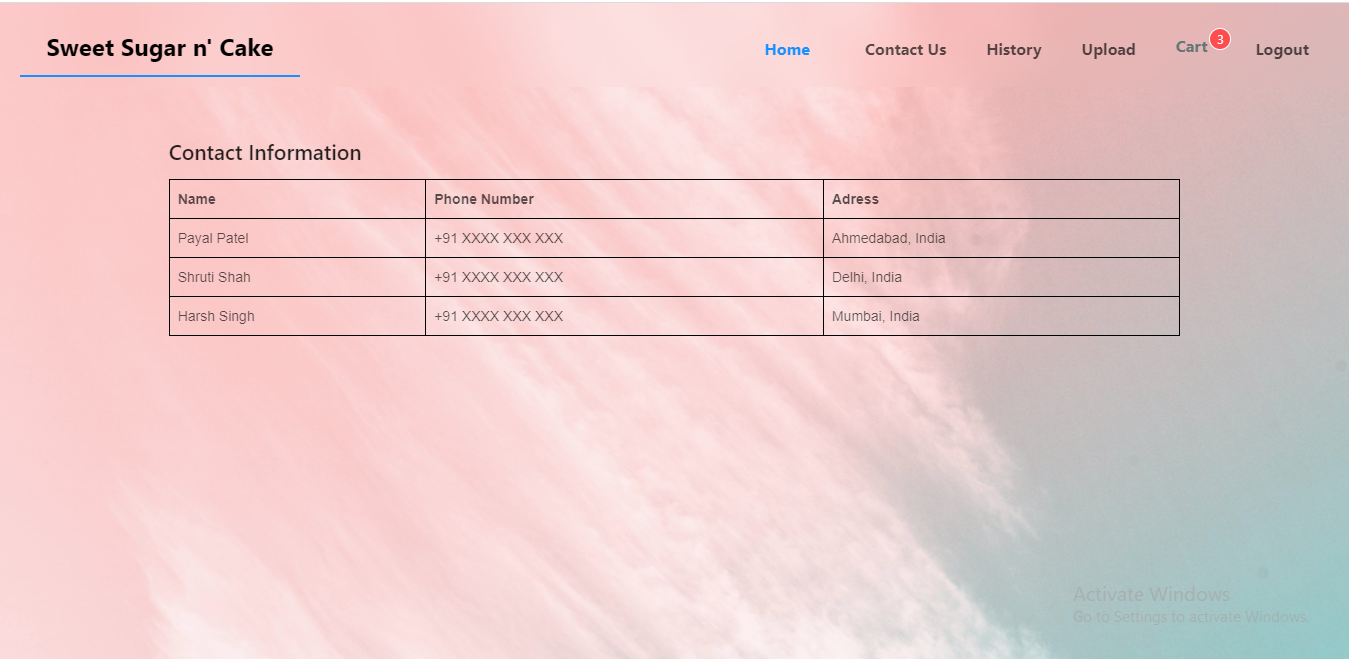 Sweet Sugar n' Cake
Home Contact Us History Upload Cart 3 Logout
Contact Information
Name Phone Number Adress
Payal Patel +91 XXXX XXX XXX Ahmedabad, India
Shruti Shah +91 XXXX XXX XXX Delhi, India
Harsh Singh +91 XXXX XXX XXX Mumbai, India
Activate Windows
Go to Settings to activate Windows.